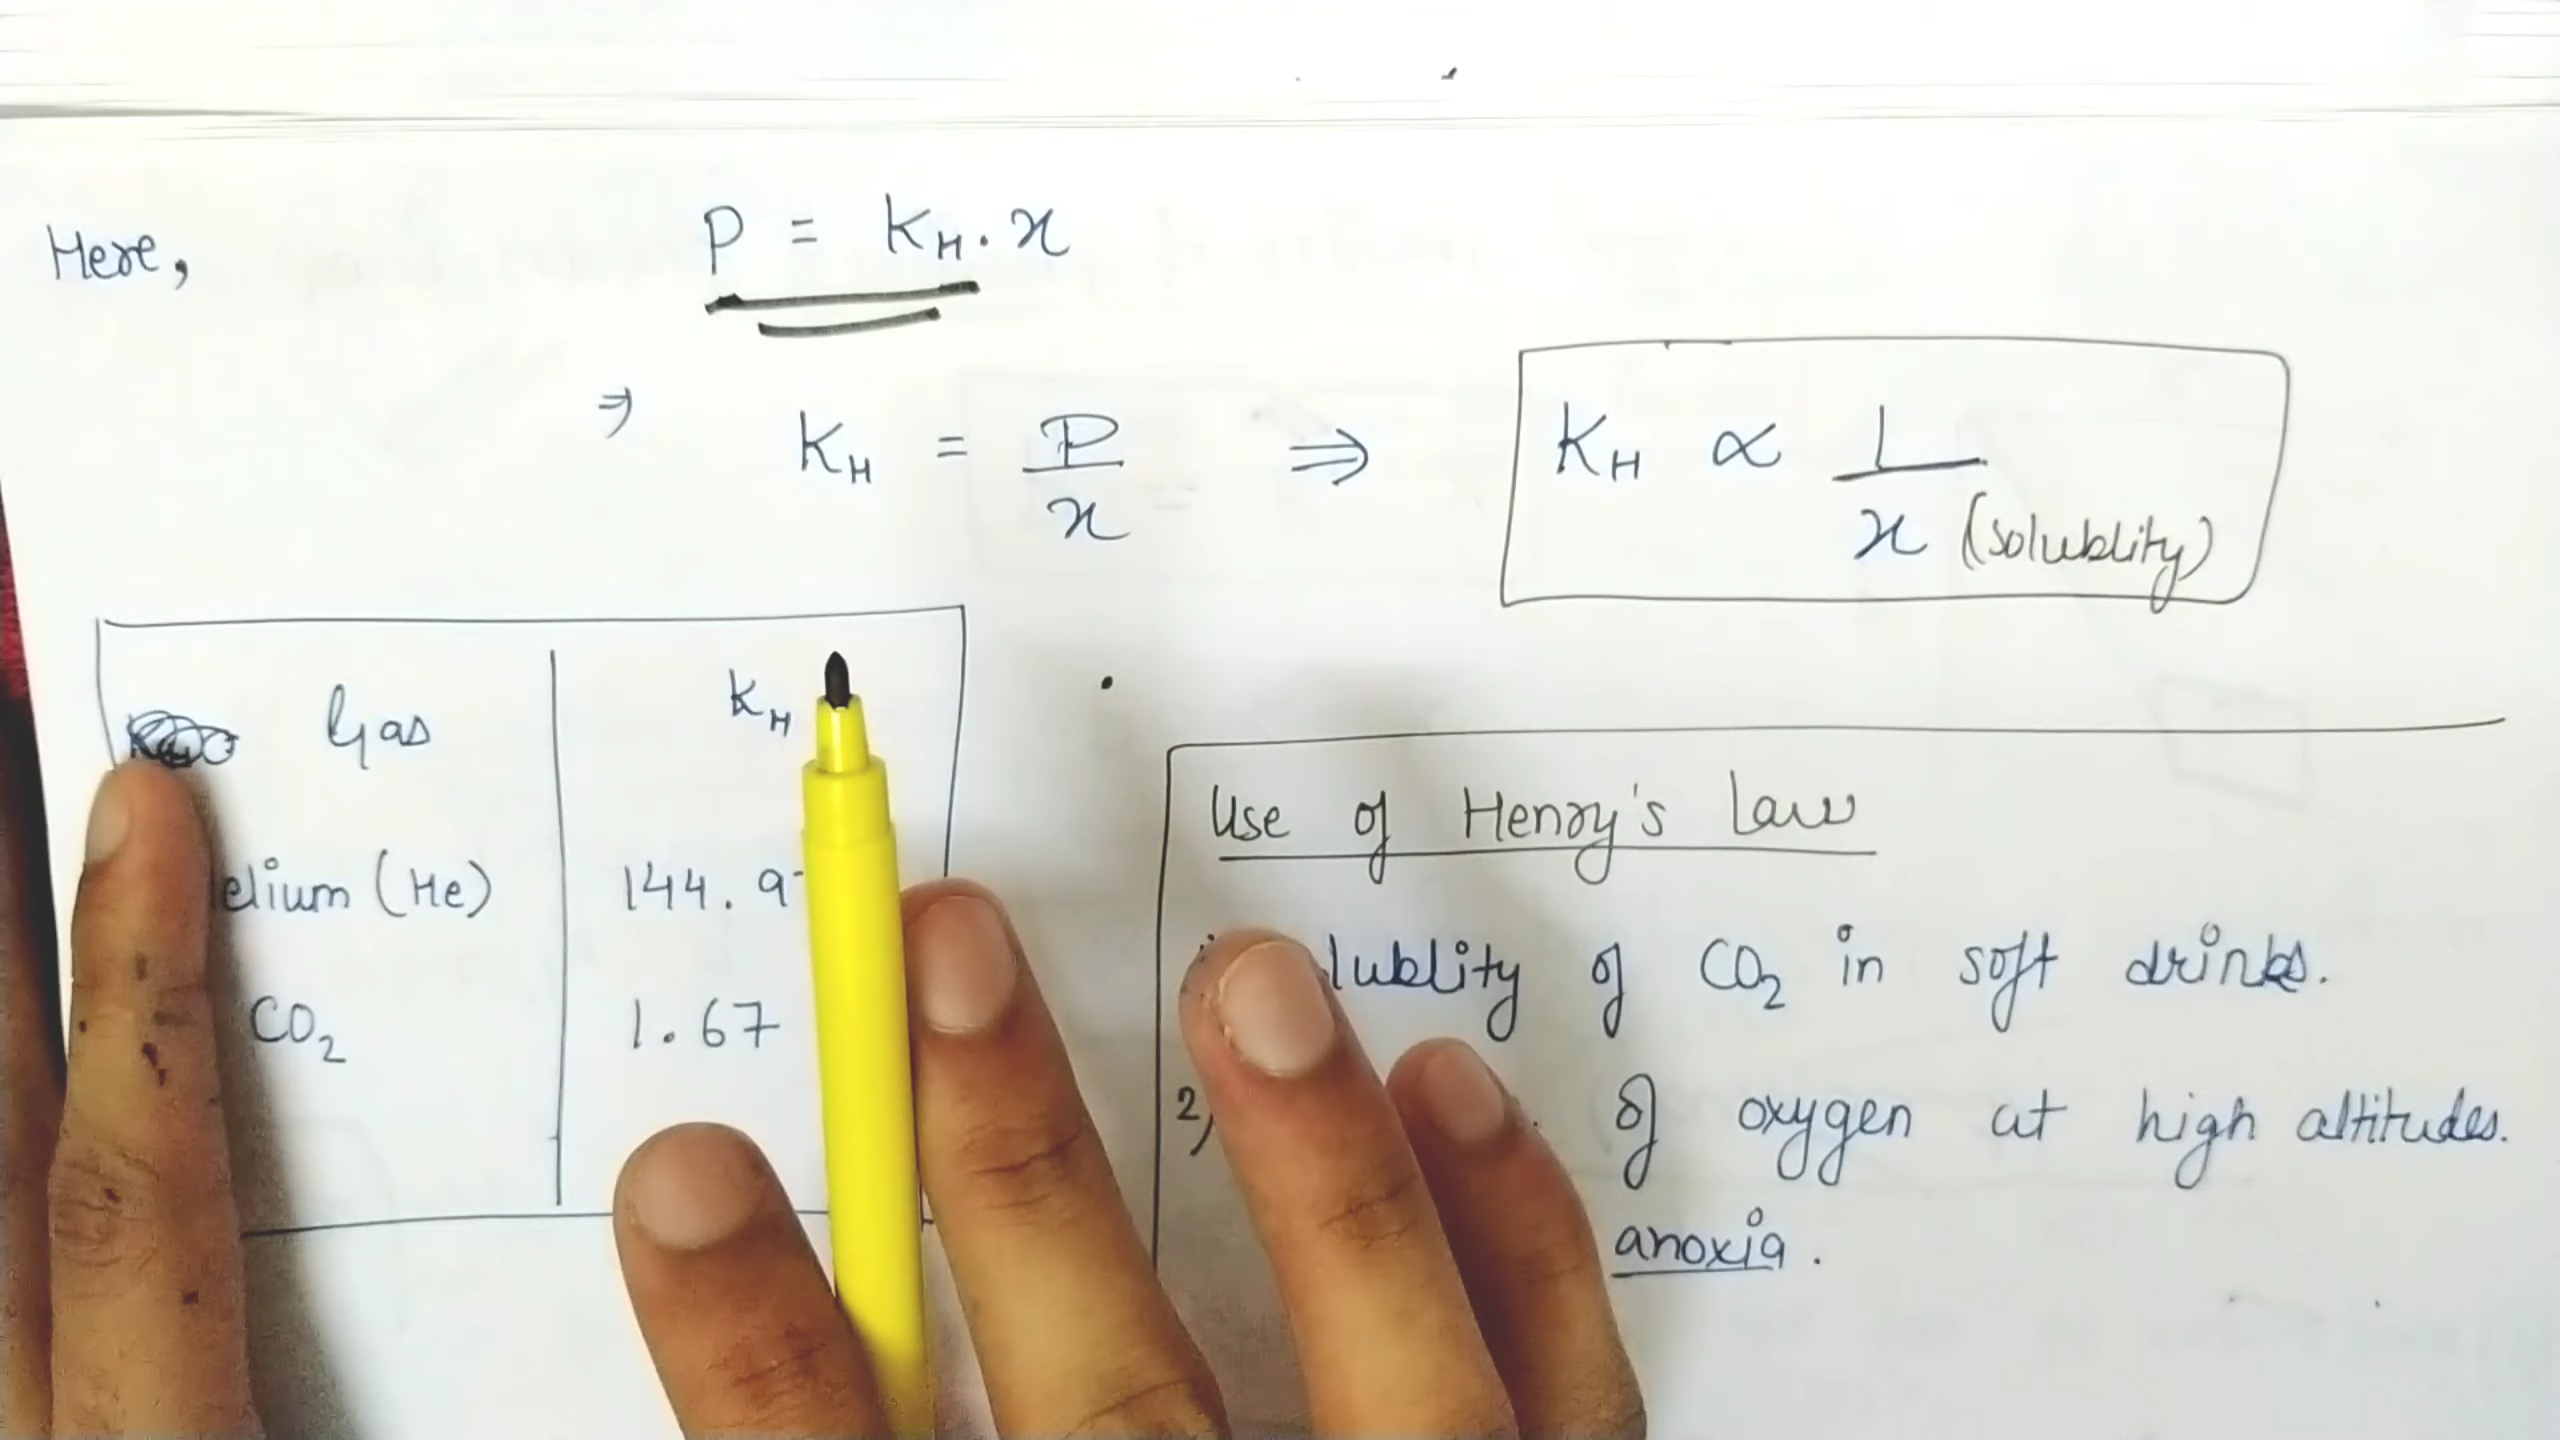 Here, P = KH . x
⇒ KH = P/x ⇒ KH ∝ 1/x (solublity)
Gas KH
elium (He) 144.9
CO2 1.67
Use of Henry's law
lublity of CO2 in soft drinks.
2) of oxygen at high altitudes.
anoxia.